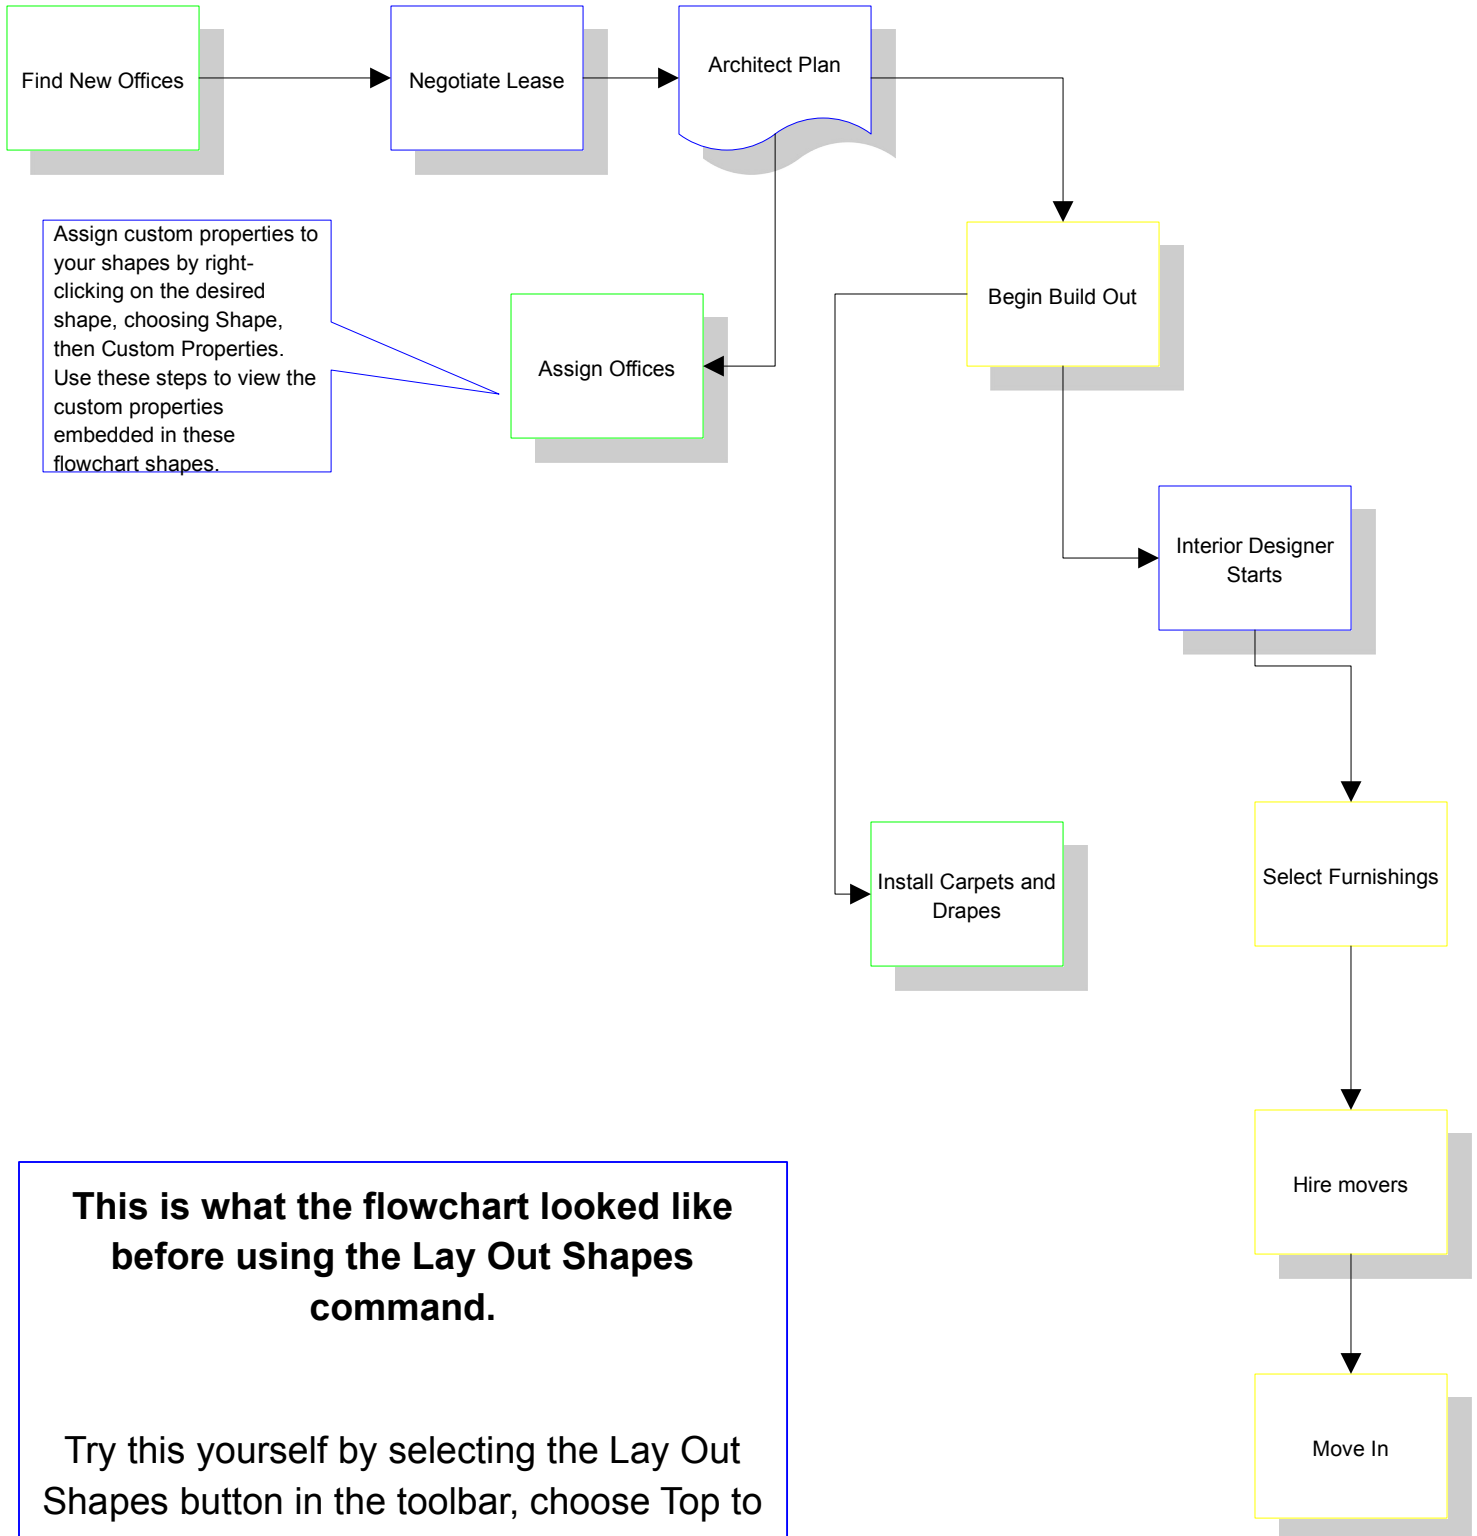 Find New Offices
Negotiate Lease
Architect Plan
Assign custom properties to
your shapes by right-
clicking on the desired
shape, choosing Shape,
then Custom Properties.
Use these steps to view the
custom properties
embedded in these
flowchart shapes.
Assign Offices
Begin Build Out
Interior Designer
Starts
Install Carpets and
Drapes
Select Furnishings
Hire movers
Move In
This is what the flowchart looked like
before using the Lay Out Shapes
command.
Try this yourself by selecting the Lay Out
Shapes button in the toolbar, choose Top to